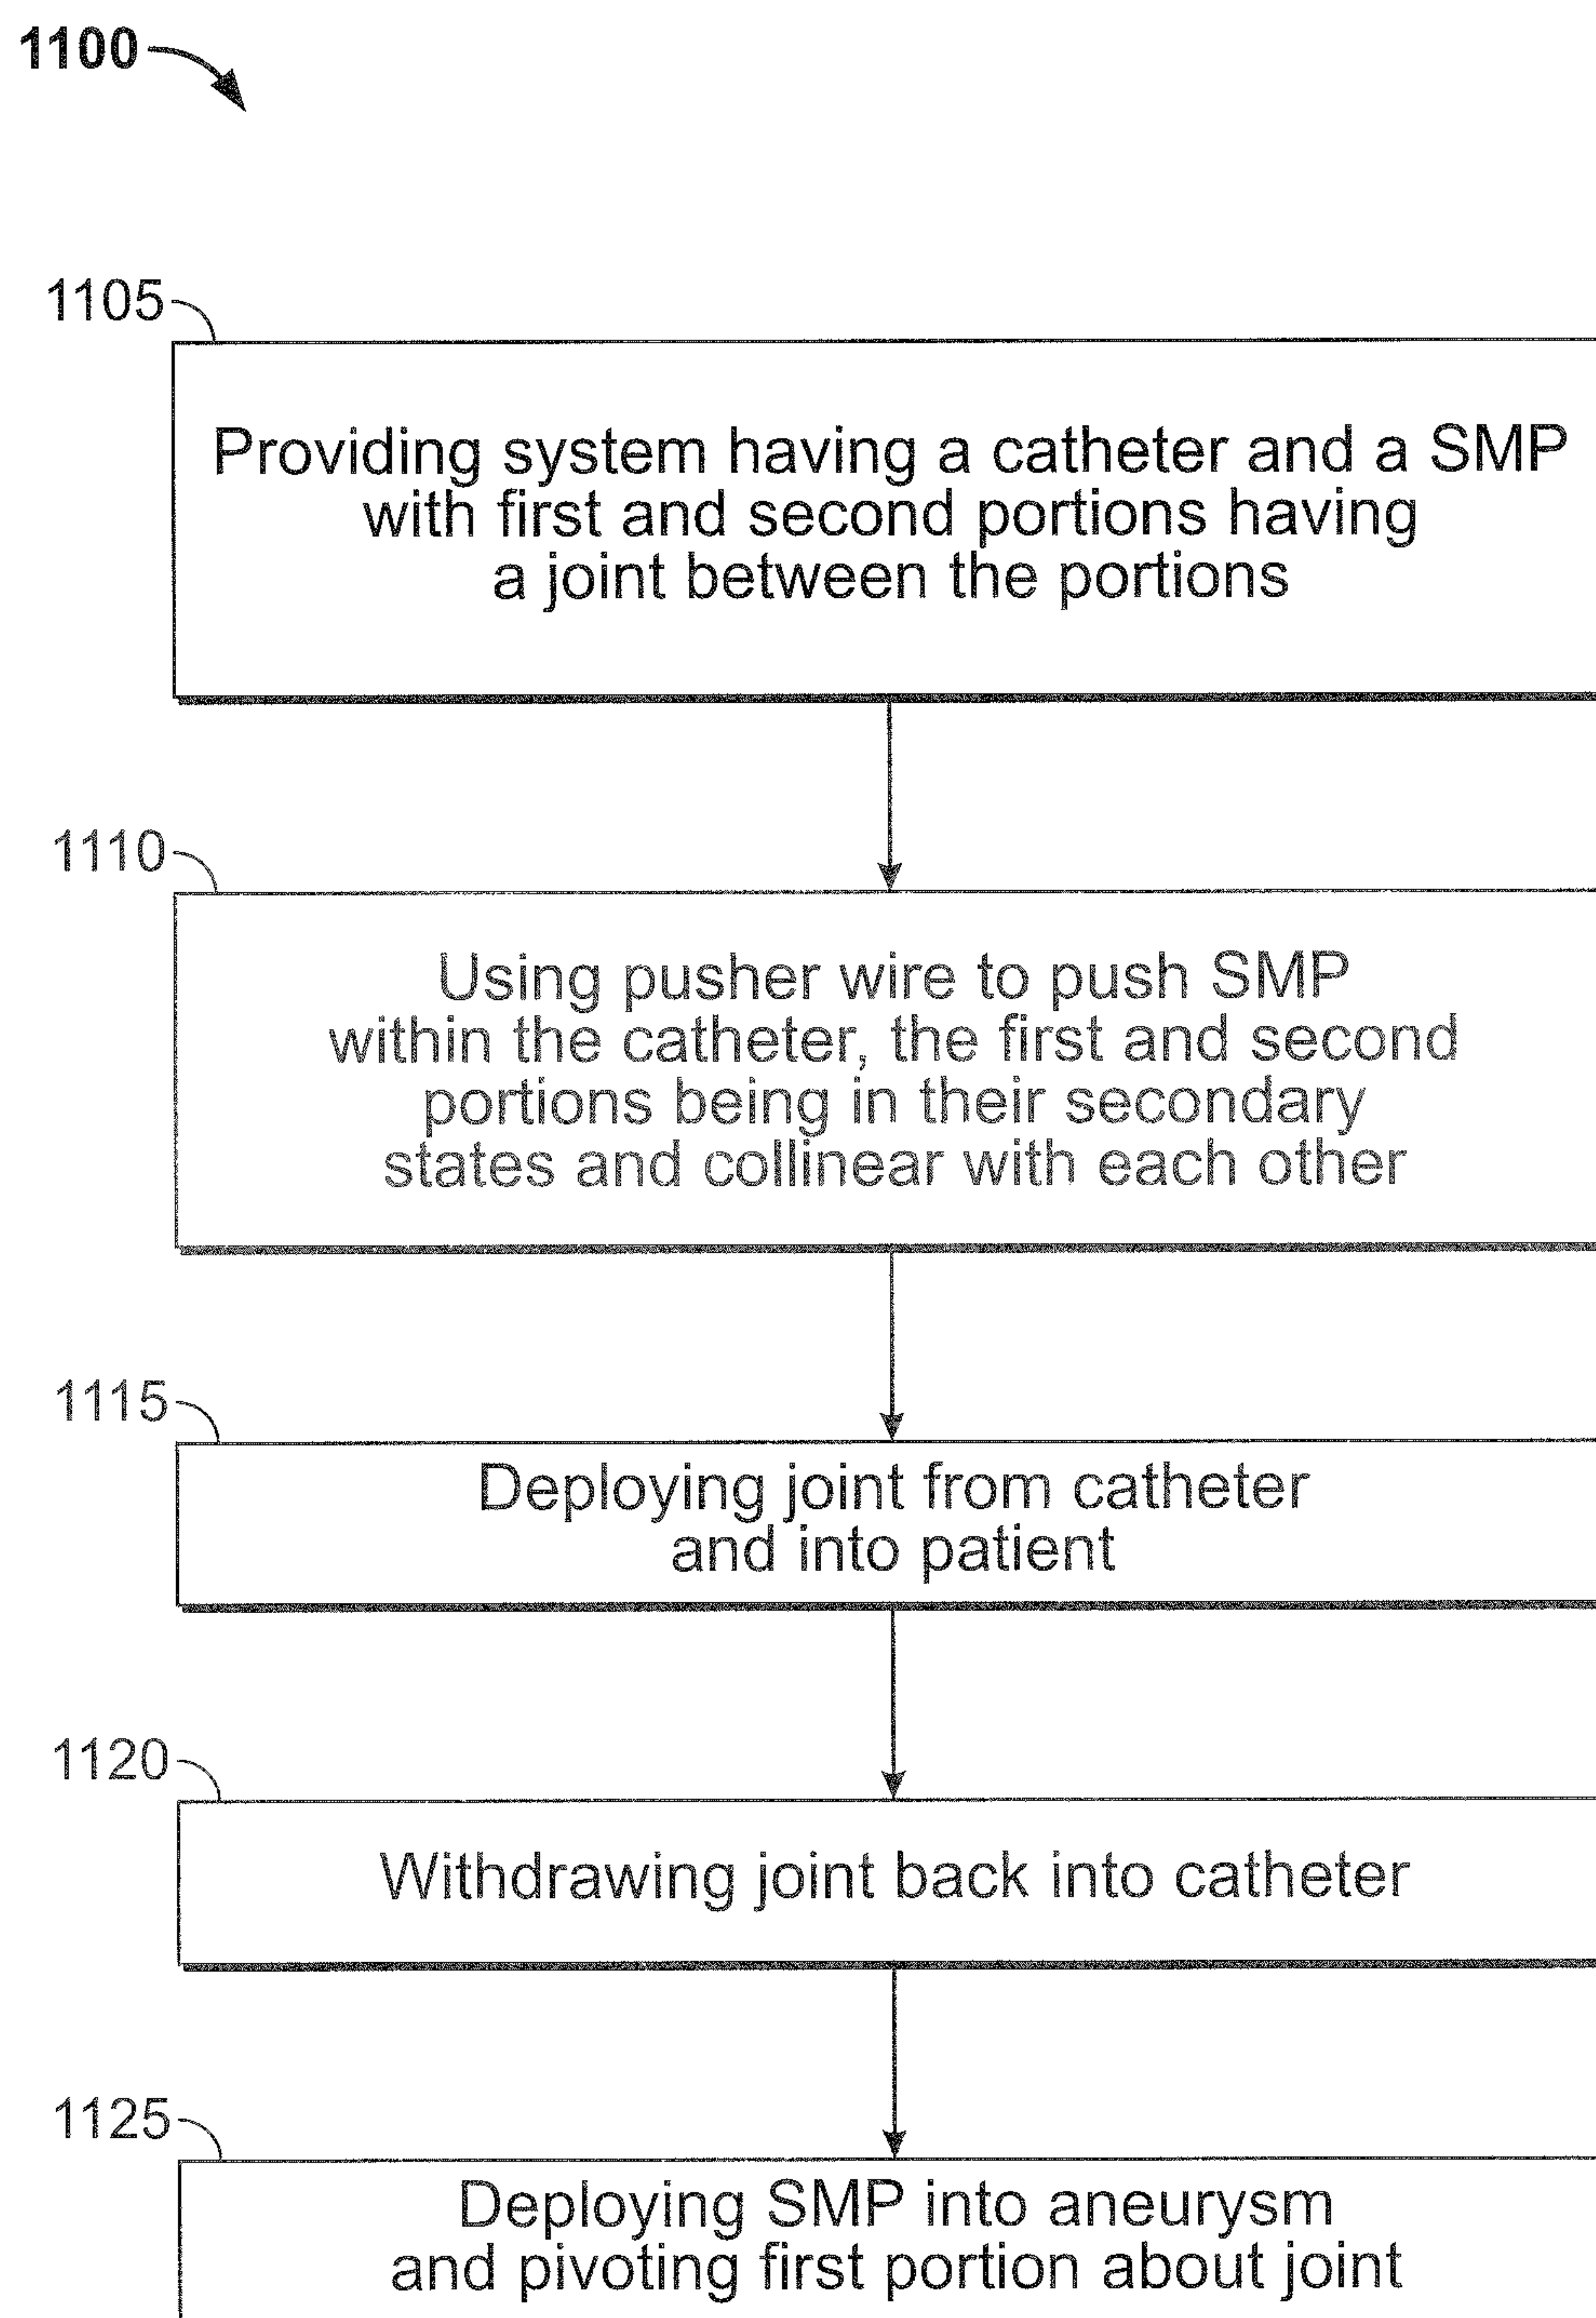 1100
1105
Providing system having a catheter and a SMP
with first and second portions having
a joint between the portions
1110
Using pusher wire to push SMP
within the catheter, the first and second
portions being in their secondary
states and collinear with each other
1115
Deploying joint from catheter
and into patient
1120
Withdrawing joint back into catheter
1125
Deploying SMP into aneurysm
and pivoting first portion about joint